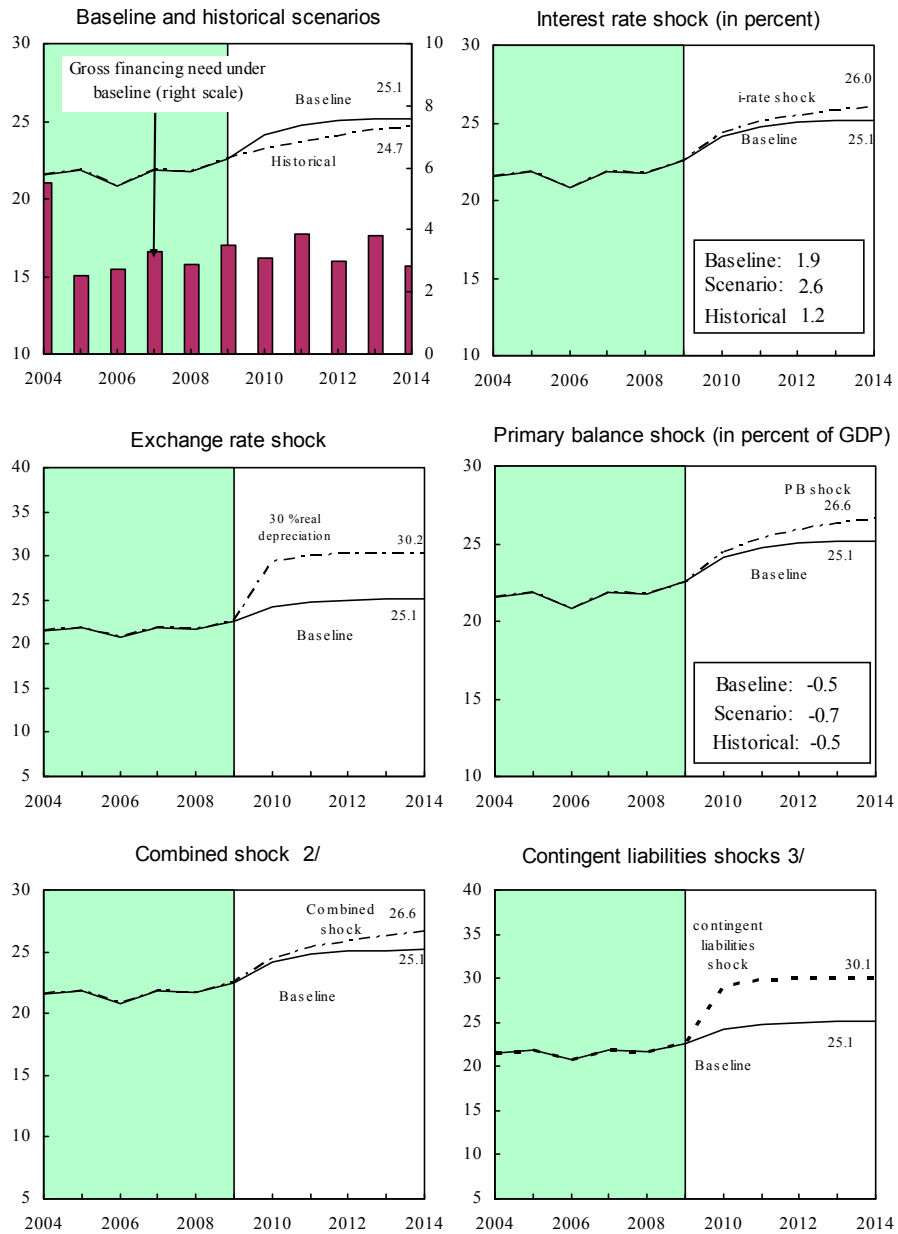 Baseline and historical scenarios
30
25
20
15
10
10
8
6
4
2
0
Gross financing need under
baseline (right scale)
25.1
Baseline
24.7
Historical
2004 2006 2008 2010 2012 2014
Interest rate shock (in percent)
30
25
20
15
10
26.0
i-rate shock
Baseline
25.1
Baseline: 1.9
Scenario: 2.6
Historical 1.2
2004 2006 2008 2010 2012 2014
Exchange rate shock
40
35
30
25
20
15
10
5
30 %real
depreciation
30.2
25.1
Baseline
2004 2006 2008 2010 2012 2014
Primary balance shock (in percent of GDP)
30
25
20
15
10
PB shock
26.6
25.1
Baseline
Baseline: -0.5
Scenario: -0.7
Historical: -0.5
2004 2006 2008 2010 2012 2014
Combined shock 2/
30
25
20
15
10
5
Combined
shock
26.6
25.1
Baseline
2004 2006 2008 2010 2012 2014
Contingent liabilities shocks 3/
40
35
30
25
20
15
10
5
contingent
liabilities
shock
30.1
25.1
Baseline
2004 2006 2008 2010 2012 2014